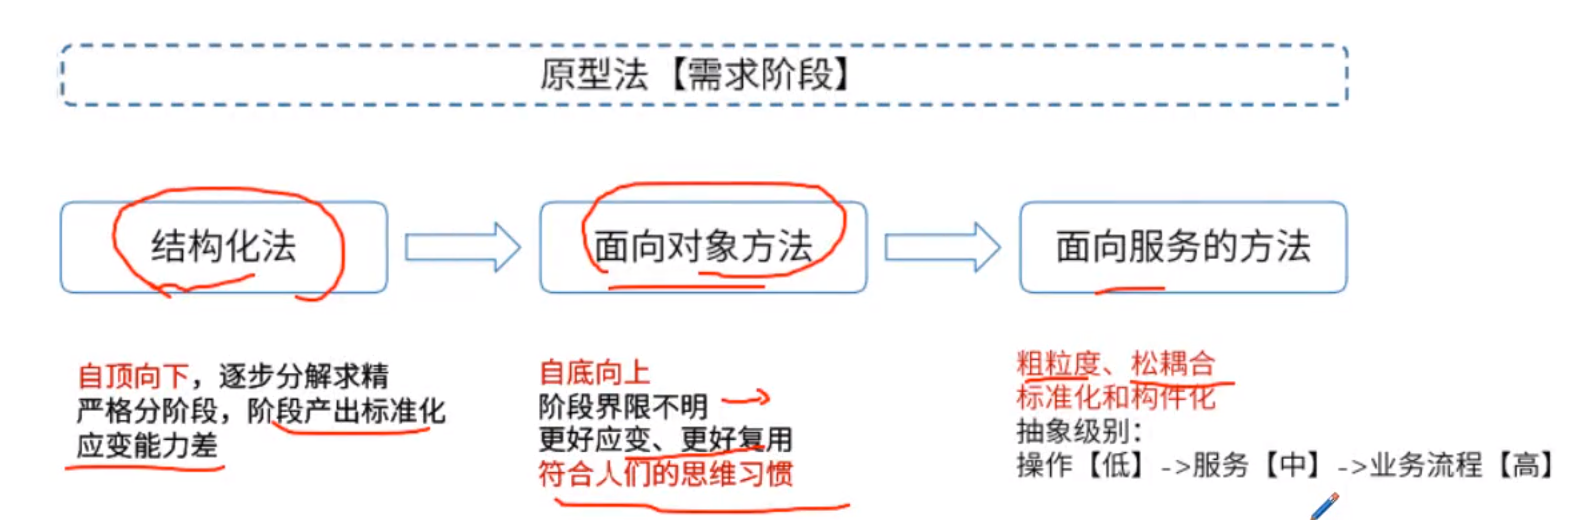 原型法【需求阶段】
结构化法
面向对象方法
面向服务的方法
自顶向下，逐步分解求精
严格分阶段，阶段产出标准化
应变能力差
自底向上
阶段界限不明
更好应变、更好复用
符合人们的思维习惯
粗粒度、松耦合
标准化和构件化
抽象级别：
操作【低】->服务【中】->业务流程【高】